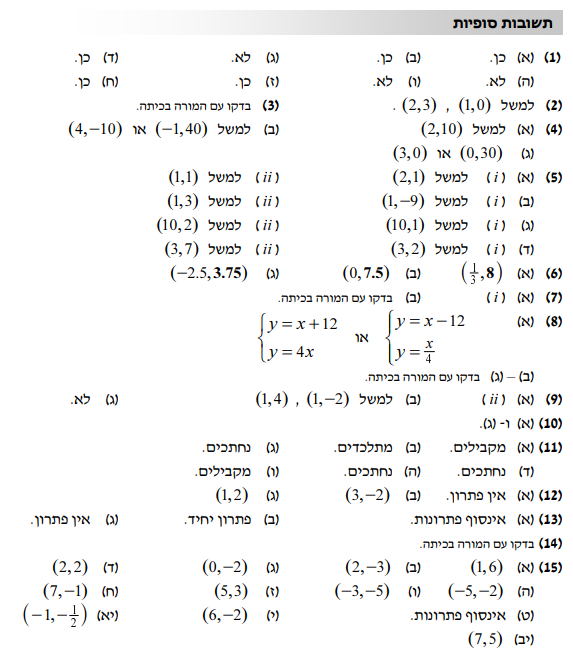 תשובות סופיות
(1) (א) כן. (ב) כן. (ג) לא. (ד) כן.
(ה) לא. (ו) לא. (ז) כן. (ח) כן.
(2) למשל (1,0) , (2,3) . (3) בדקו עם המורה בכיתה.
(4) (א) למשל (2,10) (ב) למשל (−1,40) או (4,−10)
(ג) (0,30) או (3,0)
(5) (א) (i) למשל (2,1) (ii) למשל (1,1)
(ב) (i) למשל (1,−9) (ii) למשל (1,3)
(ג) (i) למשל (10,1) (ii) למשל (10,2)
(ד) (i) למשל (3,2) (ii) למשל (3,7)
(6) (א) (1/3,8) (ב) (0,7.5) (ג) (−2.5,3.75)
(7) (א) (i) (ב) בדקו עם המורה בכיתה.
(8) (א) { y = x − 12 או { y = x + 12
y = x/4 y = 4x
(ב) – (ג) בדקו עם המורה בכיתה.
(9) (א) (ii) (ב) למשל (1,−2) , (1,4) (ג) לא.
(10) (א) ו- (ג).
(11) (א) מקבילים. (ב) מתלכדים. (ג) נחתכים.
(ד) נחתכים. (ה) נחתכים. (ו) מקבילים.
(12) (א) אין פתרון. (ב) (3,−2) (ג) (1,2)
(13) (א) אינסוף פתרונות. (ב) פתרון יחיד. (ג) אין פתרון.
(14) בדקו עם המורה בכיתה.
(15) (א) (1,6) (ב) (2,−3) (ג) (0,−2) (ד) (2,2)
(ה) (−5,−2) (ו) (−3,−5) (ז) (5,3) (ח) (7,−1)
(ט) אינסוף פתרונות. (י) (6,−2) (יא) (−1,−1/2)
(יב) (7,5)